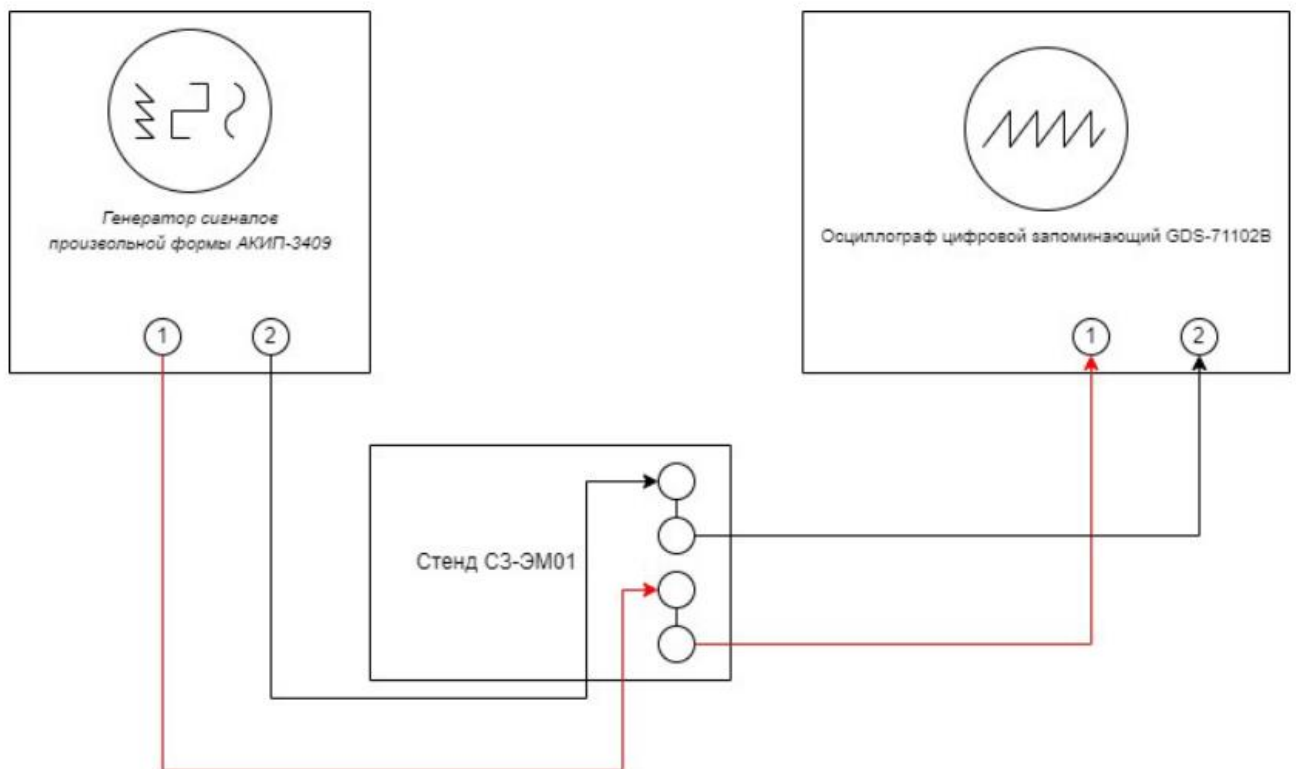 Генератор сигналов
произвольной формы АКИП-3409
1
2
Осциллограф цифровой запоминающий GDS-71102B
1
2
Стенд СЗ-ЭМ01